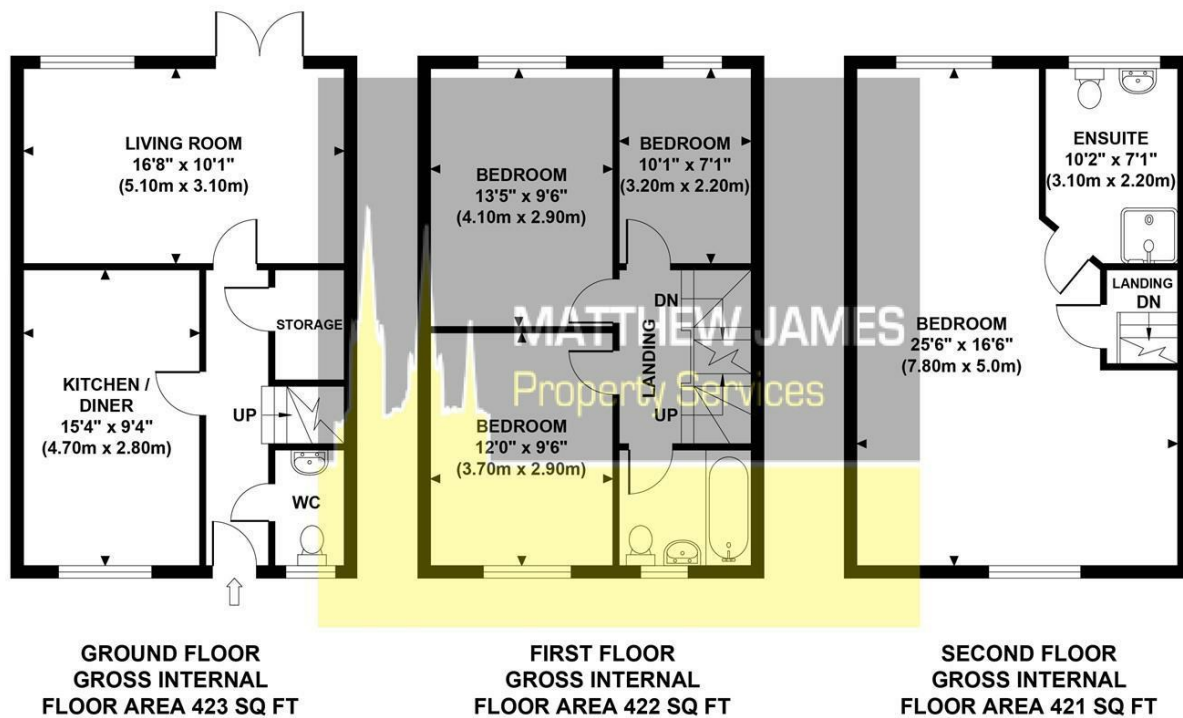 LIVING ROOM
16'8" x 10'1"
(5.10m x 3.10m)
KITCHEN /
DINER
15'4" x 9'4"
(4.70m x 2.80m)
STORAGE
UP
WC
BEDROOM
13'5" x 9'6"
(4.10m x 2.90m)
BEDROOM
10'1" x 7'1"
(3.20m x 2.20m)
DN
LANDING
UP
BEDROOM
12'0" x 9'6"
(3.70m x 2.90m)
MATTHEW JAMES
Property Services
ENSUITE
10'2" x 7'1"
(3.10m x 2.20m)
LANDING
DN
BEDROOM
25'6" x 16'6"
(7.80m x 5.0m)
GROUND FLOOR
GROSS INTERNAL
FLOOR AREA 423 SQ FT
FIRST FLOOR
GROSS INTERNAL
FLOOR AREA 422 SQ FT
SECOND FLOOR
GROSS INTERNAL
FLOOR AREA 421 SQ FT